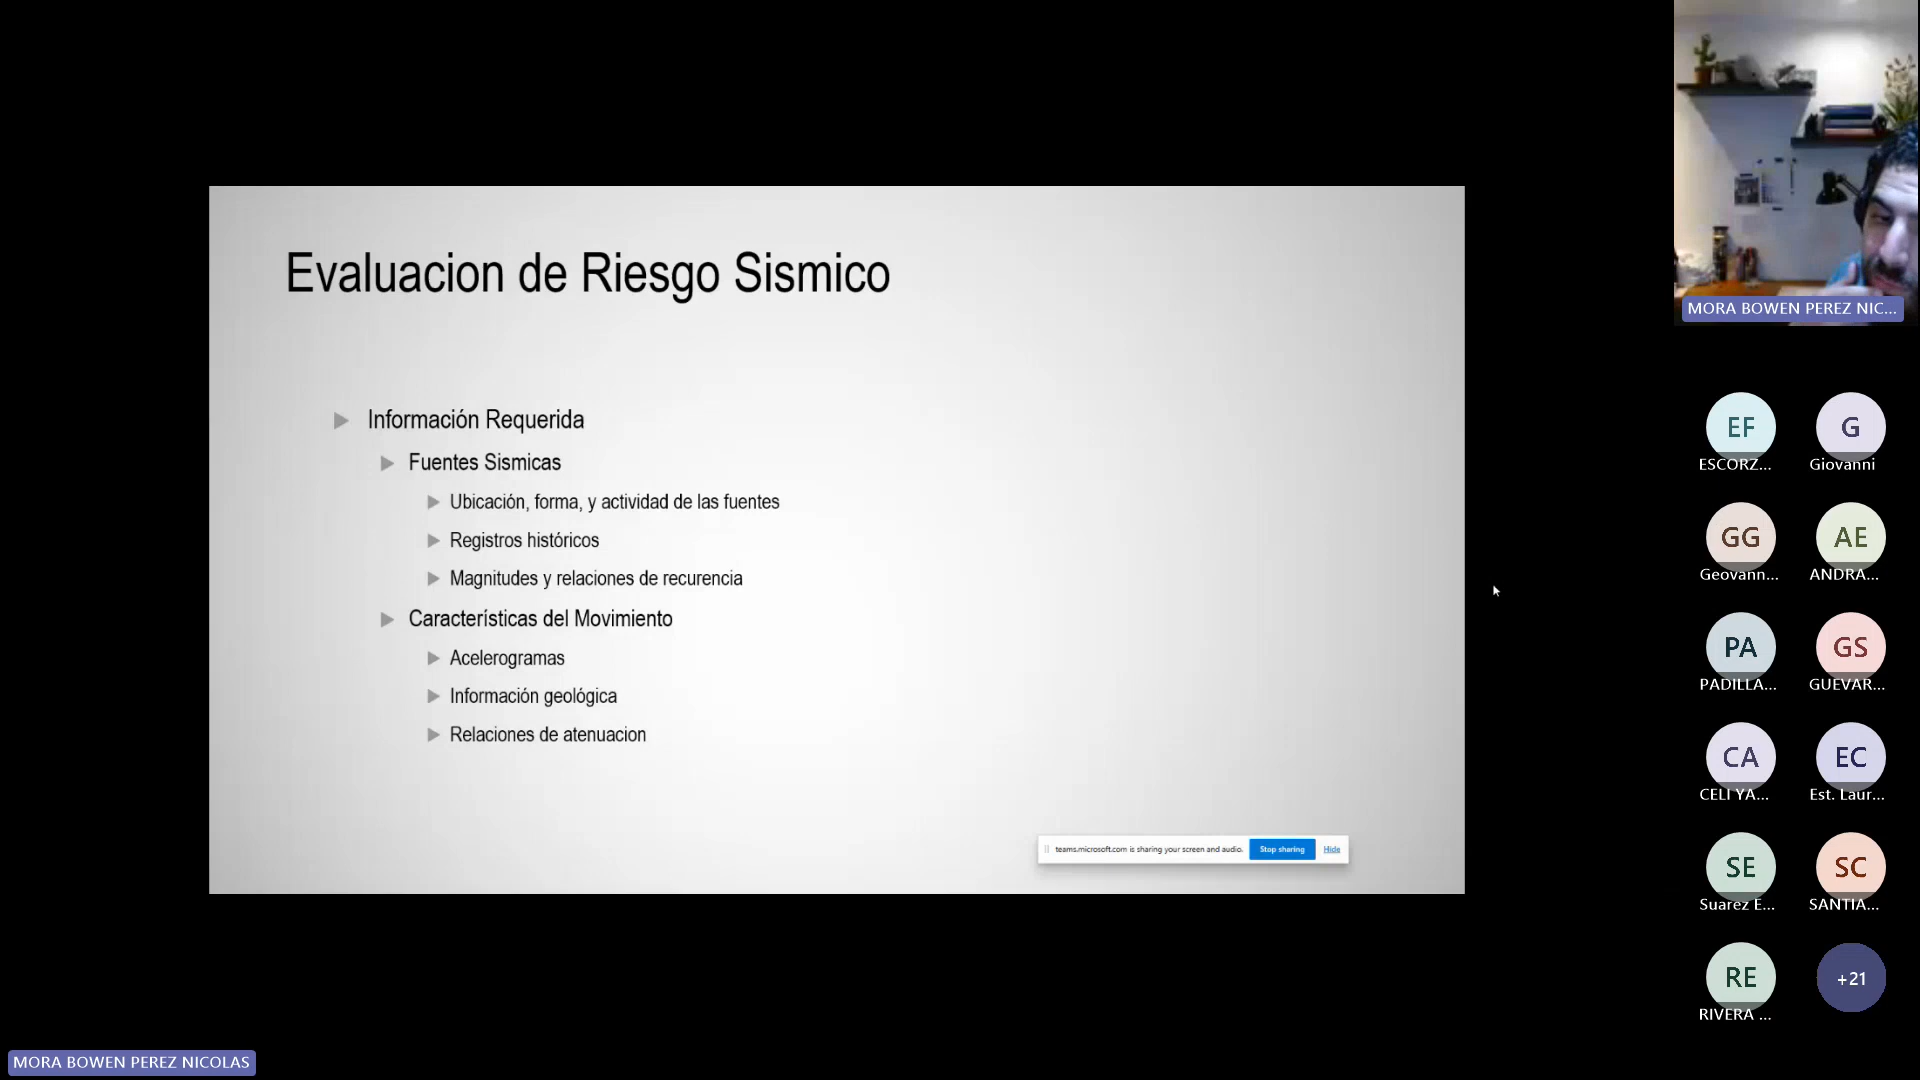 Evaluacion de Riesgo Sismico
Información Requerida
Fuentes Sismicas
Ubicación, forma, y actividad de las fuentes
Registros históricos
Magnitudes y relaciones de recurencia
Características del Movimiento
Acelerogramas
Información geológica
Relaciones de atenuacion
teams.microsoft.com is sharing your screen and audio. Stop sharing Hide
MORA BOWEN PEREZ NIC...
EF G
ESCORZ... Giovanni
GG AE
Geovann... ANDRA...
PA GS
PADILLA... GUEVAR...
CA EC
CELI YA... Est. Laur...
SE SC
Suarez E... SANTIA...
RE +21
RIVERA ...
MORA BOWEN PEREZ NICOLAS